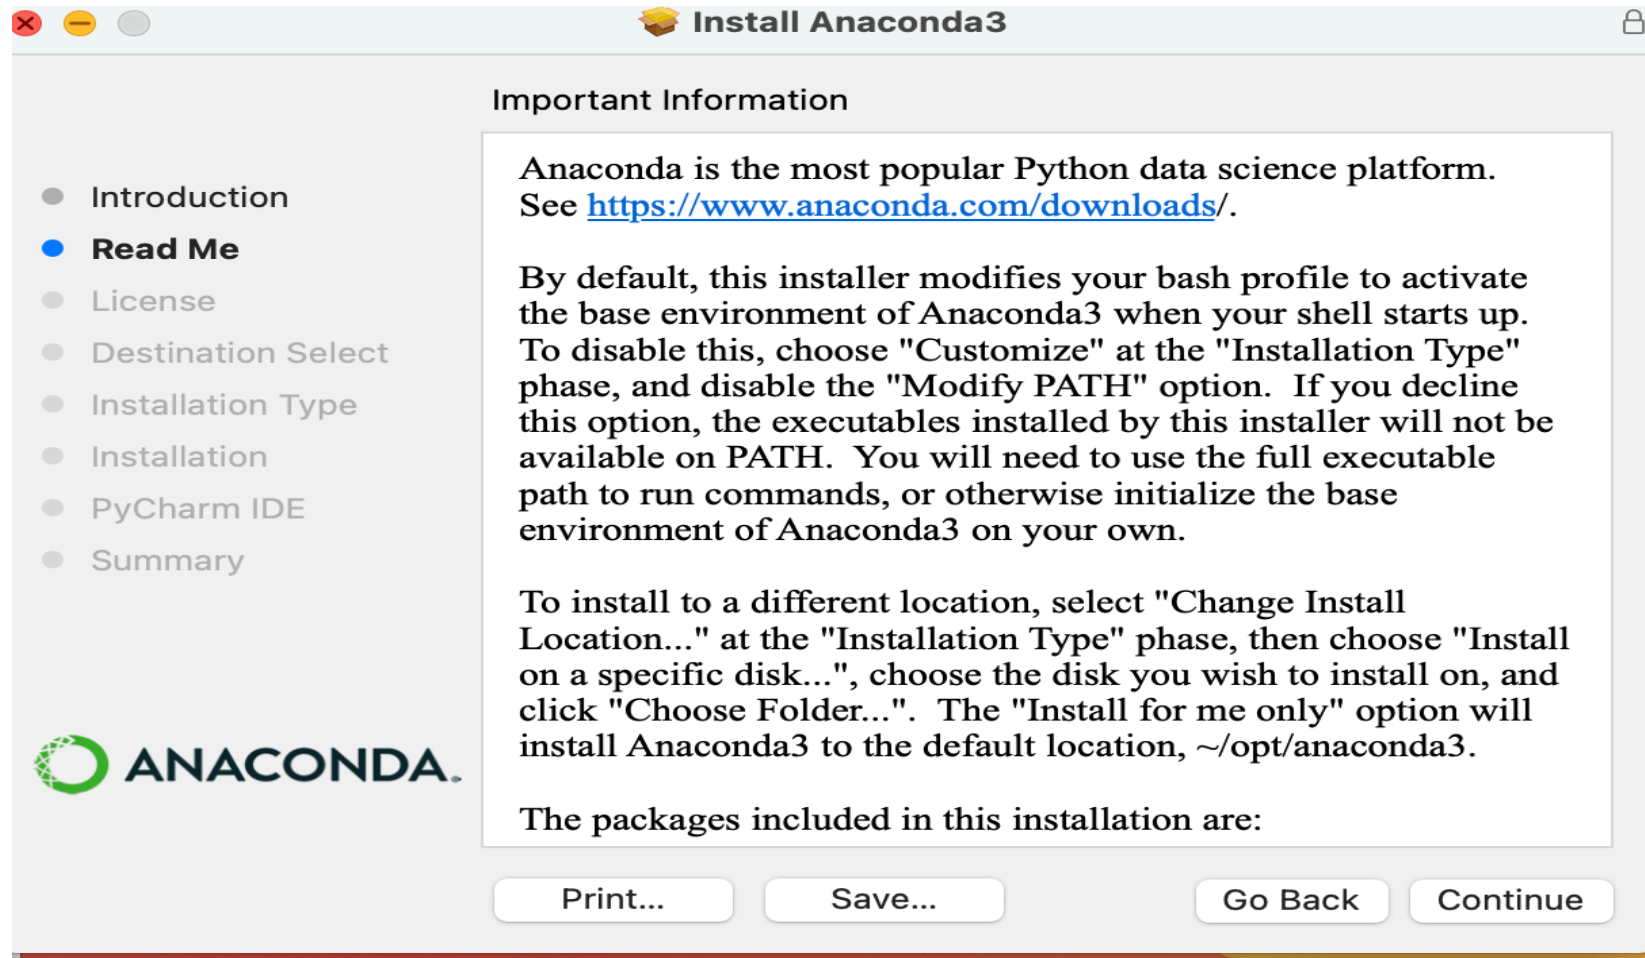 Install Anaconda3
Important Information
Introduction
Read Me
License
Destination Select
Installation Type
Installation
PyCharm IDE
Summary
ANANCONDA.
Anaconda is the most popular Python data science platform.
See https://www.anaconda.com/downloads/.
By default, this installer modifies your bash profile to activate
the base environment of Anaconda3 when your shell starts up.
To disable this, choose "Customize" at the "Installation Type"
phase, and disable the "Modify PATH" option.  If you decline
this option, the executables installed by this installer will not be
available on PATH.  You will need to use the full executable
path to run commands, or otherwise initialize the base
environment of Anaconda3 on your own.
To install to a different location, select "Change Install
Location..." at the "Installation Type" phase, then choose "Install
on a specific disk...", choose the disk you wish to install on, and
click "Choose Folder...".  The "Install for me only" option will
install Anaconda3 to the default location, ~/opt/anaconda3.
The packages included in this installation are:
Print...
Save...
Go Back
Continue